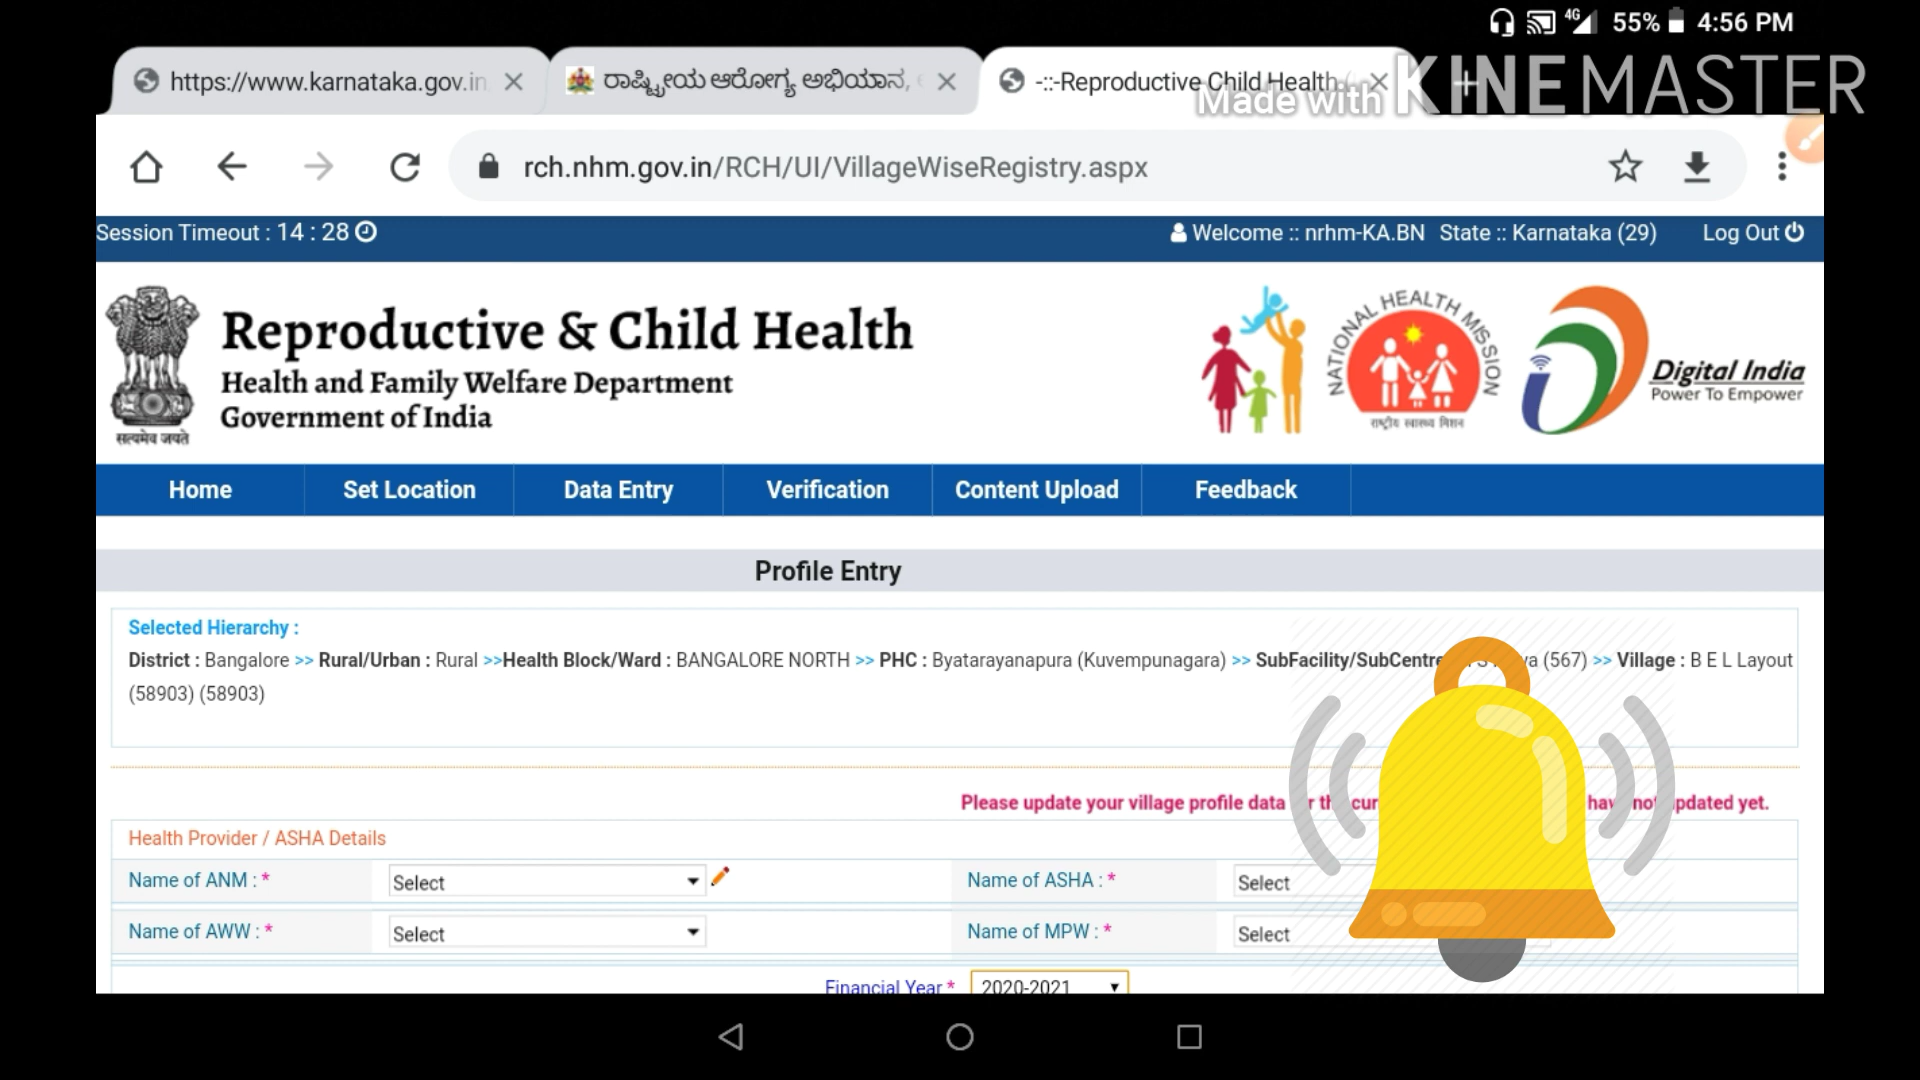 4G 55% 4:56 PM
https://www.karnataka.gov.in
ರಾಷ್ಟ್ರೀಯ ಆರೋಗ್ಯ ಅಭಿಯಾನ,
-::-Reproductive Child Health
Made with KINEMASTER
rch.nhm.gov.in/RCH/UI/VillageWiseRegistry.aspx
Session Timeout : 14 : 28
Welcome :: nrhm-KA.BN State :: Karnataka (29) Log Out
Reproductive & Child Health
Health and Family Welfare Department
Government of India
सत्यमेव जयते
NATIONAL HEALTH MISSION
राष्ट्रीय स्वास्थ्य मिशन
Digital India
Power To Empower
Home Set Location Data Entry Verification Content Upload Feedback
Profile Entry
Selected Hierarchy :
District : Bangalore >> Rural/Urban : Rural >>Health Block/Ward : BANGALORE NORTH >> PHC : Byatarayanapura (Kuvempunagara) >> SubFacility/SubCentre (567) >> Village : B E L Layout
(58903) (58903)
Please update your village profile data not updated yet.
Health Provider / ASHA Details
Name of ANM : * Select Name of ASHA : * Select
Name of AWW : * Select Name of MPW : * Select
Financial Year * 2020-2021